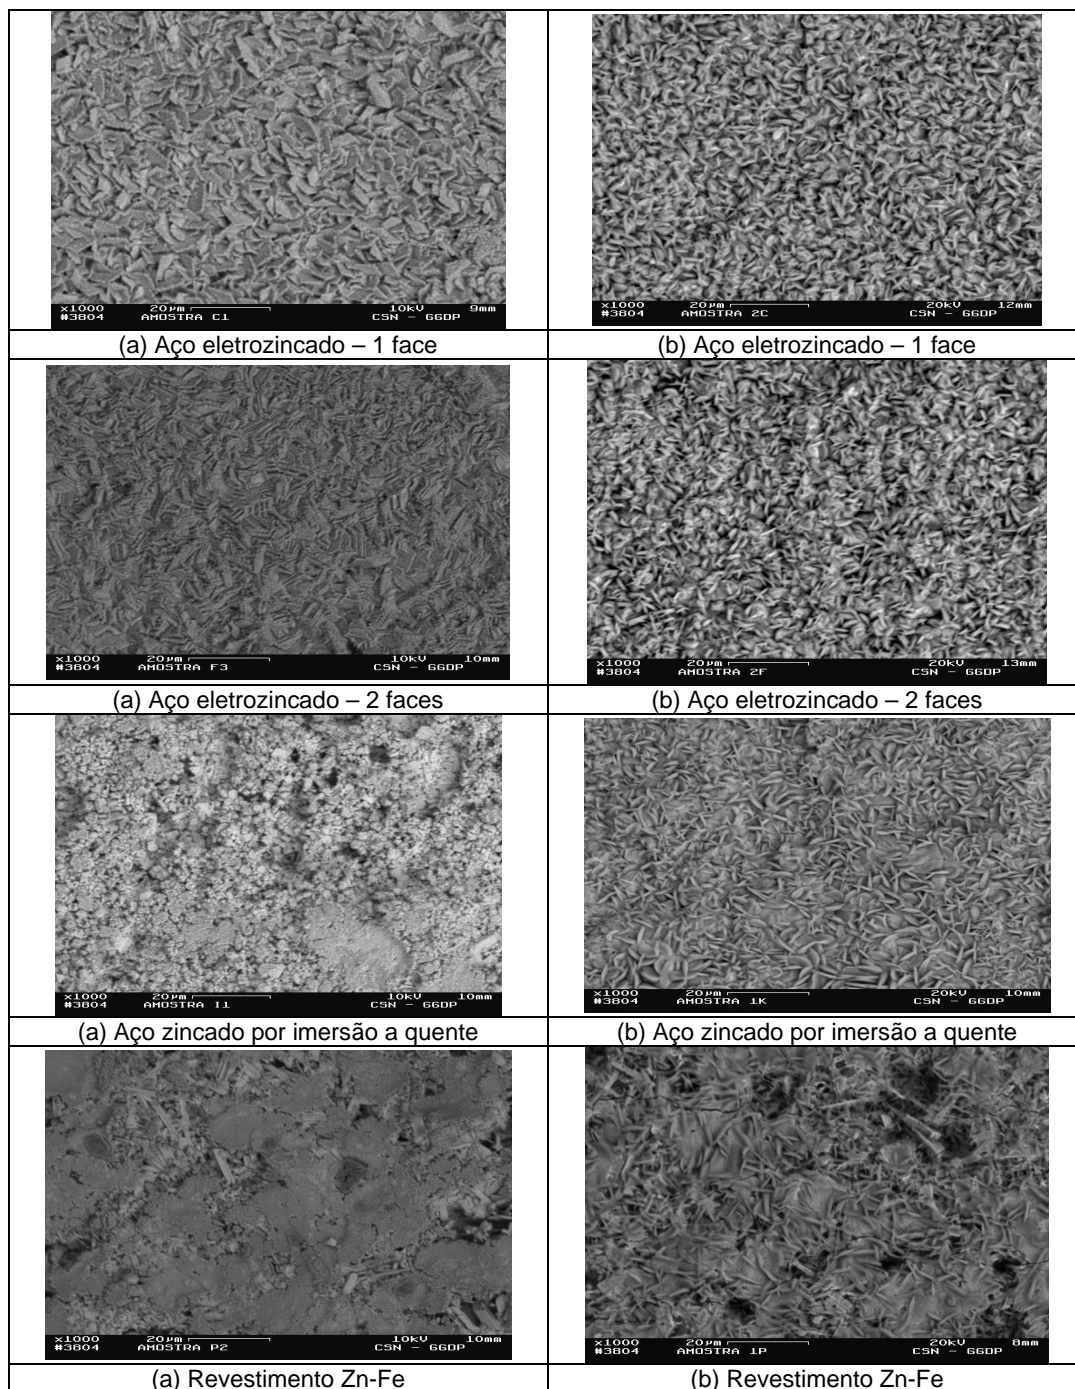 x1000 20µm 10kV 9mm
#3804 AMOSTRA C1 CSN - GGDP
x1000 20µm 20kV 12mm
#3804 AMOSTRA 2C CSN - GGDP
(a) Aço eletrozincado – 1 face
(b) Aço eletrozincado – 1 face
x1000 20µm 10kV 10mm
#3804 AMOSTRA F3 CSN - GGDP
x1000 20µm 20kV 13mm
#3804 AMOSTRA 2F CSN - GGDP
(a) Aço eletrozincado – 2 faces
(b) Aço eletrozincado – 2 faces
x1000 20µm 10kV 10mm
#3804 AMOSTRA I1 CSN - GGDP
x1000 20µm 20kV 10mm
#3804 AMOSTRA 1K CSN - GGDP
(a) Aço zincado por imersão a quente
(b) Aço zincado por imersão a quente
x1000 20µm 10kV 10mm
#3804 AMOSTRA P2 CSN - GGDP
x1000 20µm 20kV 8mm
#3804 AMOSTRA 1P CSN - GGDP
(a) Revestimento Zn-Fe
(b) Revestimento Zn-Fe